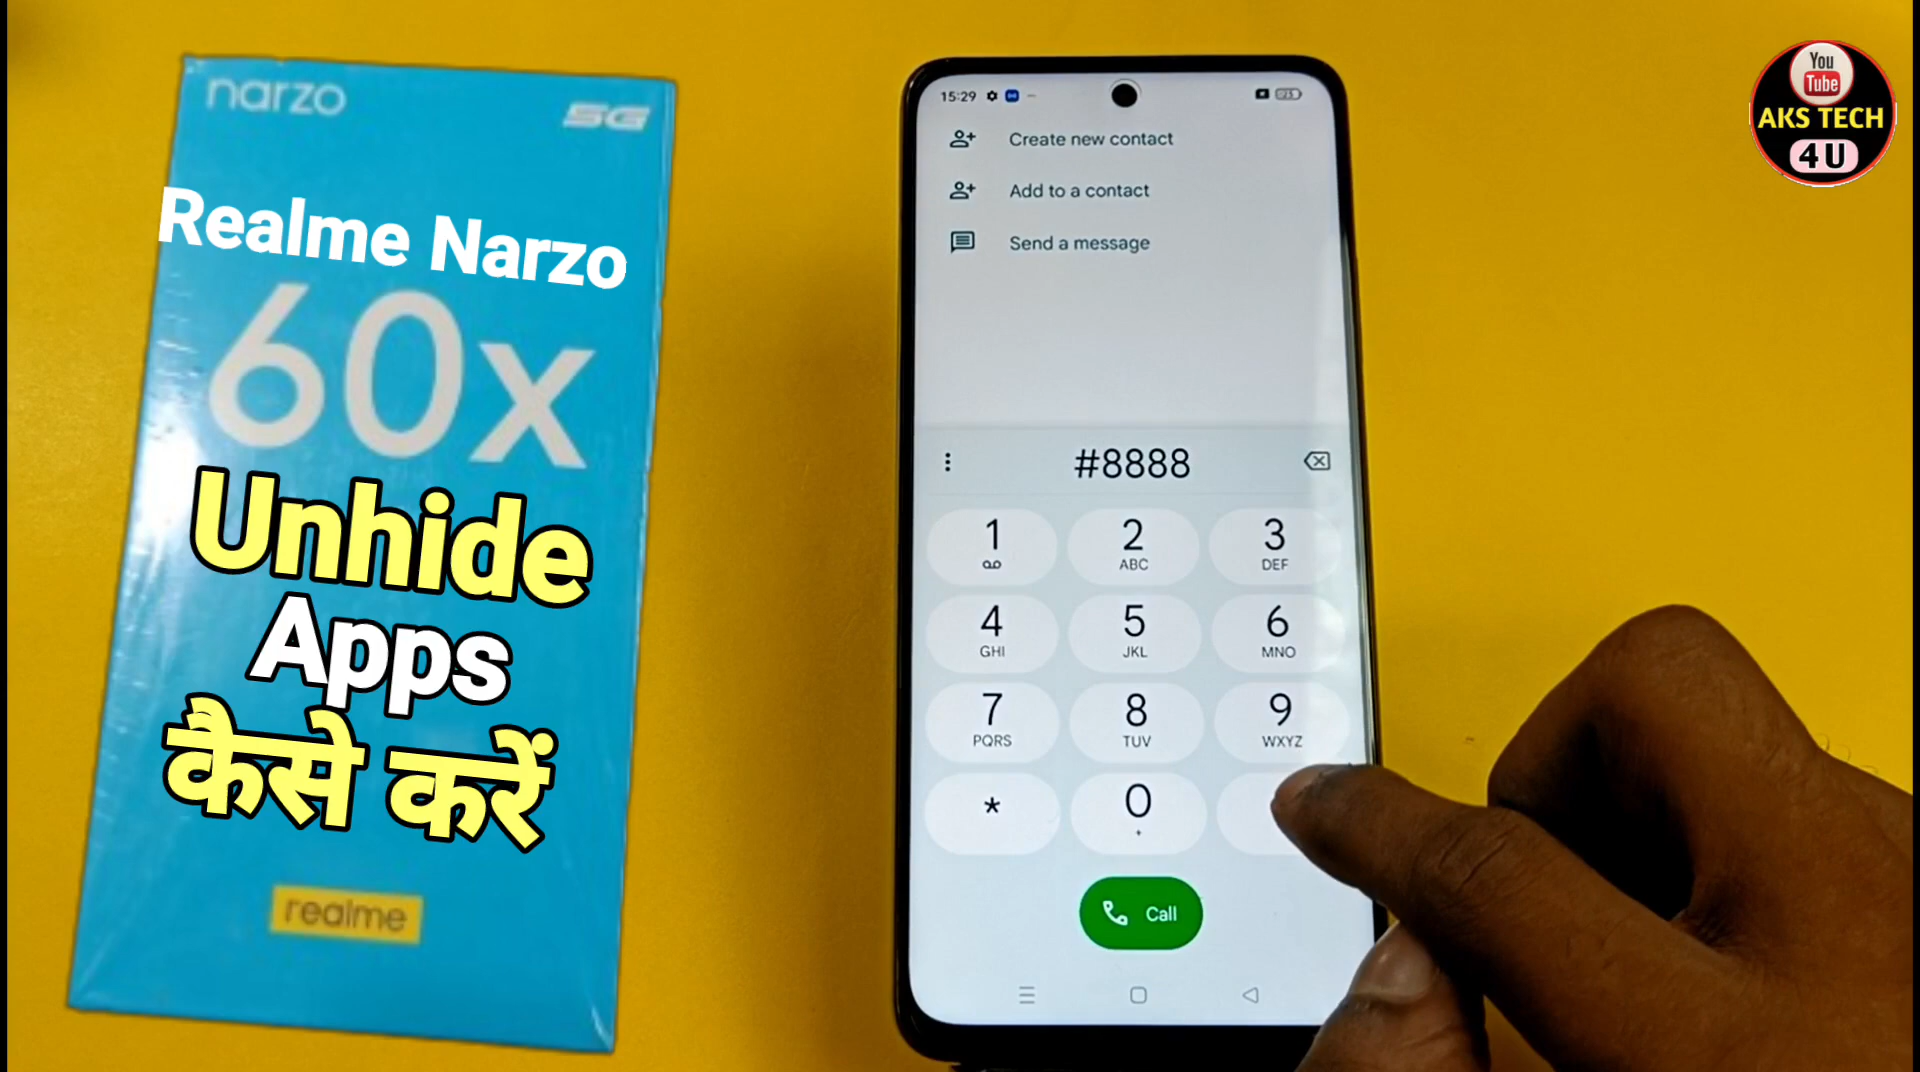 narzo
5G
Realme Narzo
60x
Unhide
Apps
कैसे करें
realme
15:29
Create new contact
Add to a contact
Send a message
#8888
1
2
ABC
3
DEF
4
GHI
5
JKL
6
MNO
7
PQRS
8
TUV
9
WXYZ
*
0
+
Call
You
Tube
AKS TECH
4U